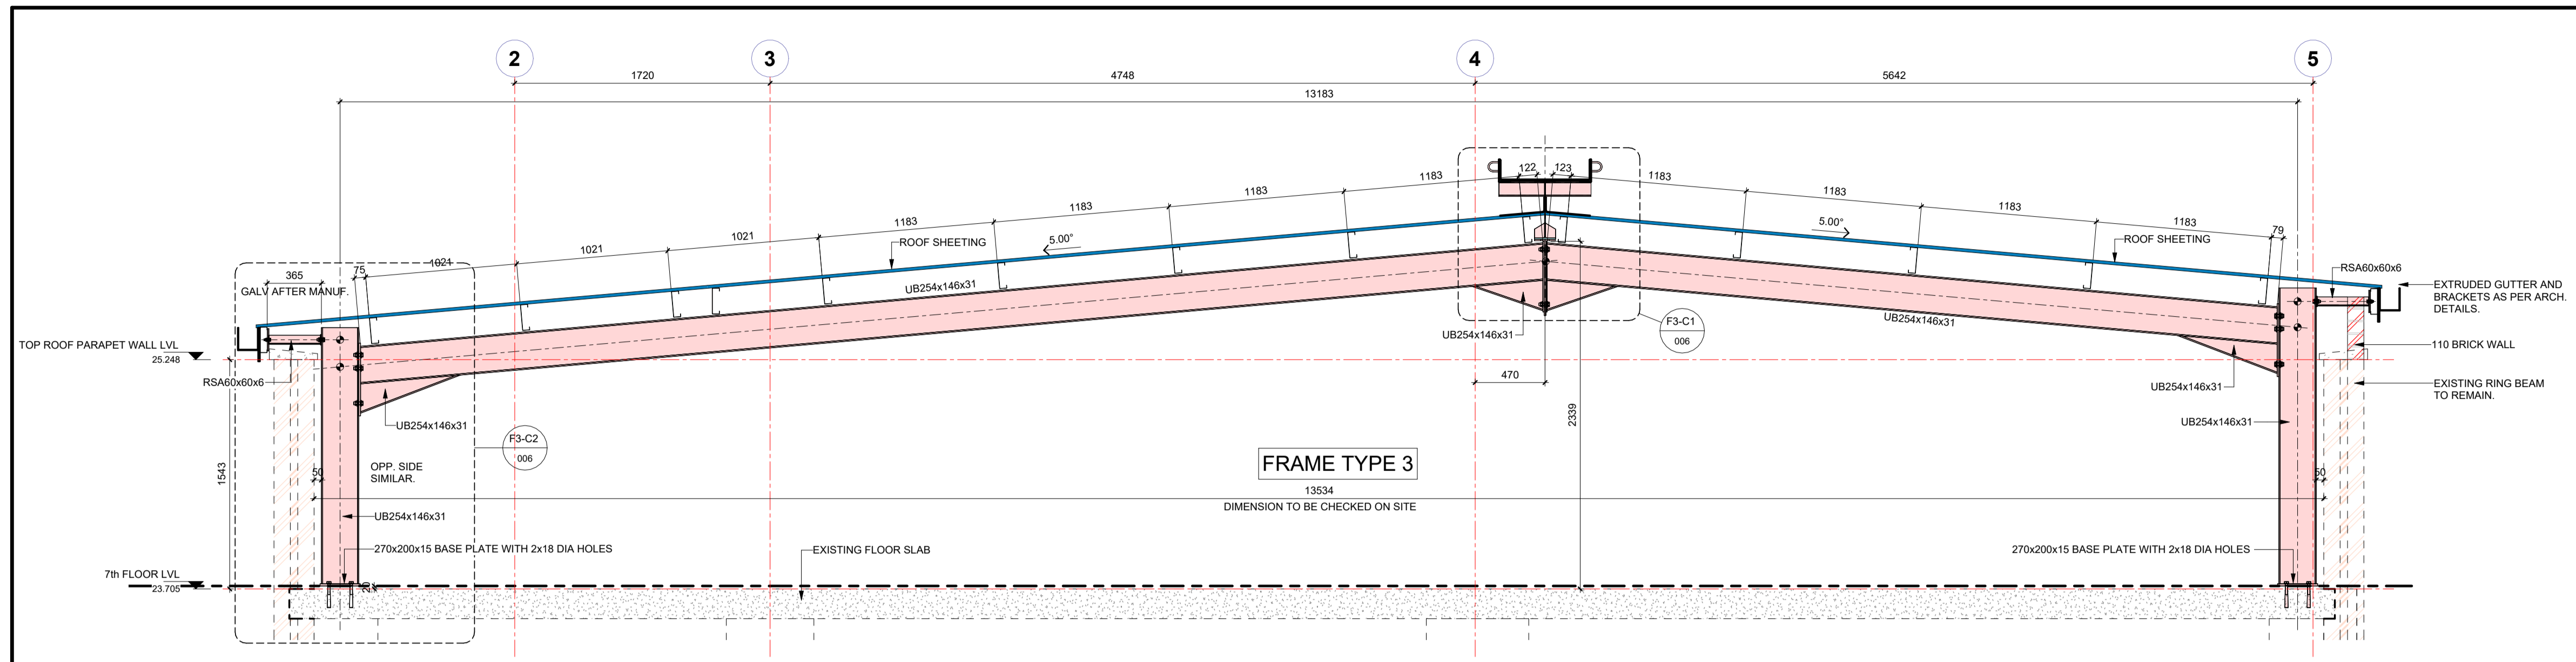 2
3
4
5
1720
4748
5642
13183
122
123
1183
1183
1183
1183
1183
1183
1183
1183
1021
1021
1021
75
79
365
GALV AFTER MANUF.
5.00°
5.00°
ROOF SHEETING
ROOF SHEETING
RSA60x60x6
EXTRUDED GUTTER AND
BRACKETS AS PER ARCH.
DETAILS.
UB254x146x31
UB254x146x31
UB254x146x31
F3-C1
006
TOP ROOF PARAPET WALL LVL
25.248
110 BRICK WALL
RSA60x60x6
470
UB254x146x31
EXISTING RING BEAM
TO REMAIN.
2339
UB254x146x31
UB254x146x31
F3-C2
006
1543
50
OPP. SIDE
SIMILAR.
FRAME TYPE 3
50
13534
DIMENSION TO BE CHECKED ON SITE
UB254x146x31
270x200x15 BASE PLATE WITH 2x18 DIA HOLES
EXISTING FLOOR SLAB
270x200x15 BASE PLATE WITH 2x18 DIA HOLES
7th FLOOR LVL
23.705
20